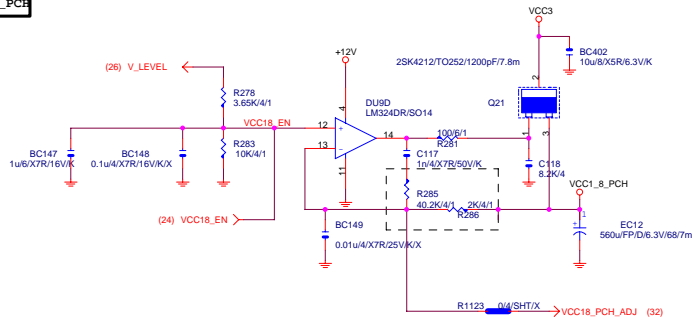 _PCH
VCC3
+12V
2SK4212/TO252/1200pF/7.8m
BC402
10u/8/X5R/6.3V/K
(26) V_LEVEL
R278
3.65K/4/1
DU9D
LM324DR/SO14
Q21
2
4
VCC18_EN
12
+
14
100/6/1
R281
1
3
BC147
1u/6/X7R/16V/K
BC148
0.1u/4/X7R/16V/K/X
R283
10K/4/1
13
-
11
C117
1n/4/X7R/50V/K
C118
8.2K/4
VCC1_8_PCH
R285
40.2K/4/1
2K/4/1
R286
(24) VCC18_EN
BC149
0.01u/4/X7R/25V/K/X
1
EC12
560u/FP/D/6.3V/68/7m
R1123
0/4/SHT/X
VCC18_PCH_ADJ (32)